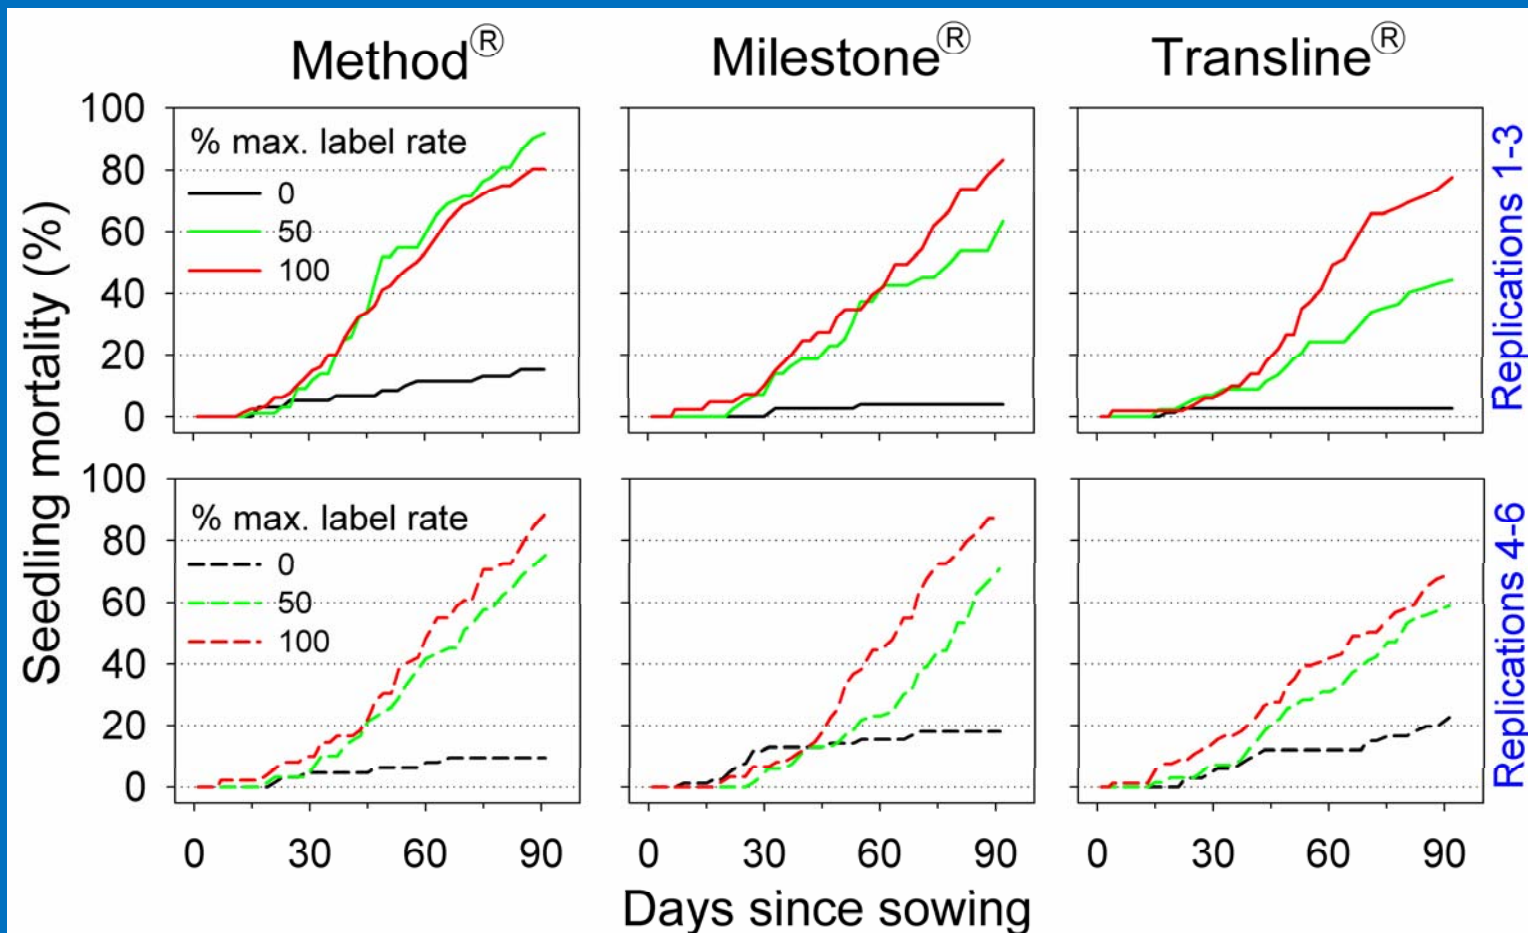 Method® Milestone® Transline®
Seedling mortality (%)
100
80
60
40
20
0
% max. label rate
0
50
100
Replications 1-3
100
80
60
40
20
0
% max. label rate
0
50
100
Replications 4-6
0 30 60 90 0 30 60 90 0 30 60 90
Days since sowing